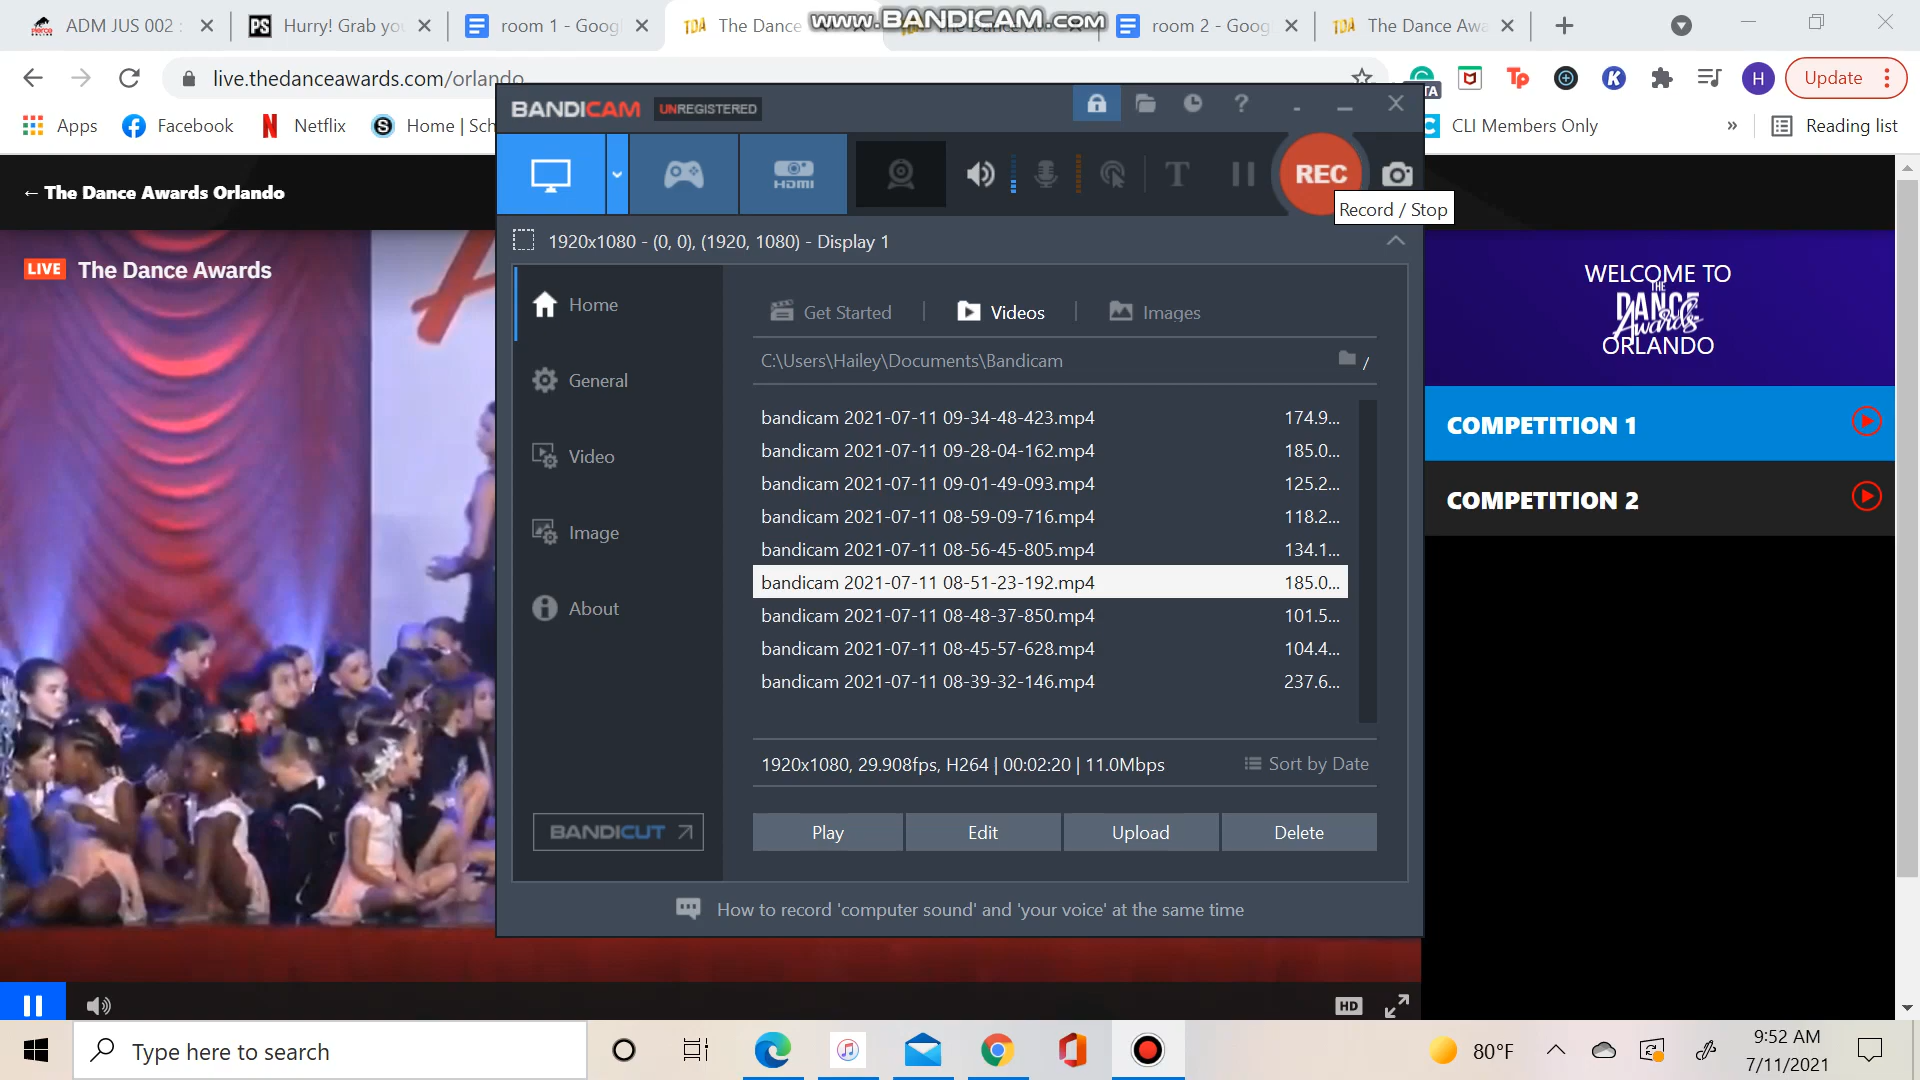 ADM JUS 002 :
PS Hurry! Grab yo
room 1 - Goog
TDA The Dance
WWW.BANDICAM.COM
room 2 - Goog
TDA The Dance Awa
live.thedanceawards.com/orlando
Tp
K
H
Update
Apps
Facebook
N Netflix
S Home | Sch
CLI Members Only
»
Reading list
BANDICAM UNREGISTERED
?
HDMI
T
REC
Record / Stop
← The Dance Awards Orlando
1920x1080 - (0, 0), (1920, 1080) - Display 1
LIVE The Dance Awards
Home
General
Video
Image
About
BANDICUT
Get Started
Videos
Images
C:\Users\Hailey\Documents\Bandicam
/
bandicam 2021-07-11 09-34-48-423.mp4 174.9...
bandicam 2021-07-11 09-28-04-162.mp4 185.0...
bandicam 2021-07-11 09-01-49-093.mp4 125.2...
bandicam 2021-07-11 08-59-09-716.mp4 118.2...
bandicam 2021-07-11 08-56-45-805.mp4 134.1...
bandicam 2021-07-11 08-51-23-192.mp4 185.0...
bandicam 2021-07-11 08-48-37-850.mp4 101.5...
bandicam 2021-07-11 08-45-57-628.mp4 104.4...
bandicam 2021-07-11 08-39-32-146.mp4 237.6...
1920x1080, 29.908fps, H264 | 00:02:20 | 11.0Mbps
Sort by Date
Play
Edit
Upload
Delete
How to record 'computer sound' and 'your voice' at the same time
WELCOME TO
THE
DANCE
Awards
ORLANDO
COMPETITION 1
COMPETITION 2
HD
Type here to search
80°F
9:52 AM
7/11/2021